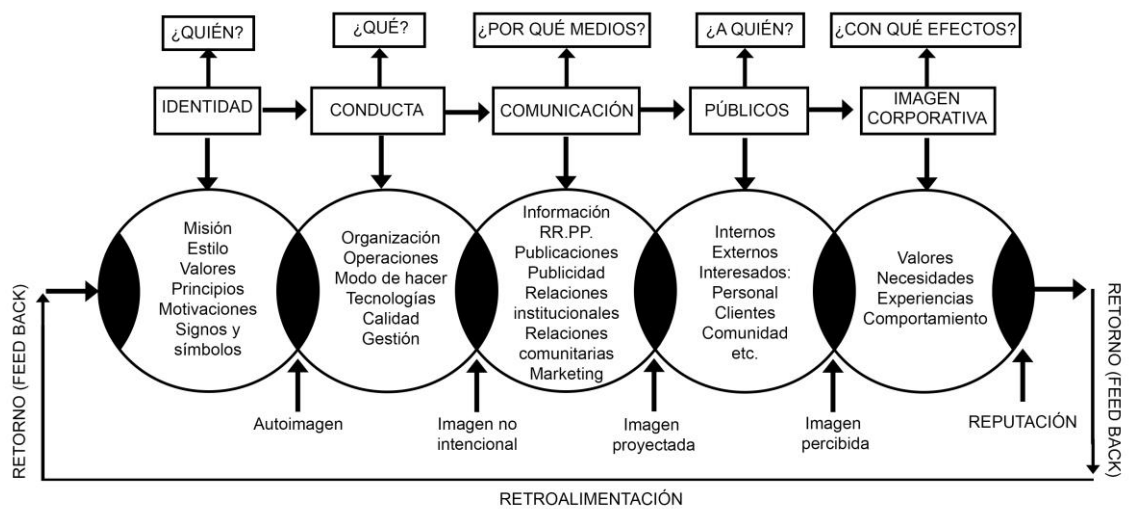 ¿QUIÉN?
¿QUÉ?
¿POR QUÉ MEDIOS?
¿A QUIÉN?
¿CON QUÉ EFECTOS?
IDENTIDAD
CONDUCTA
COMUNICACIÓN
PÚBLICOS
IMAGEN
CORPORATIVA
Misión
Estilo
Valores
Principios
Motivaciones
Signos y
símbolos
Organización
Operaciones
Modo de hacer
Tecnologías
Calidad
Gestión
Información
RR.PP.
Publicaciones
Publicidad
Relaciones
institucionales
Relaciones
comunitarias
Marketing
Internos
Externos
Interesados:
Personal
Clientes
Comunidad
etc.
Valores
Necesidades
Experiencias
Comportamiento
Autoimagen
Imagen no
intencional
Imagen
proyectada
Imagen
percibida
REPUTACIÓN
RETORNO (FEED BACK)
RETORNO (FEED BACK)
RETROALIMENTACIÓN